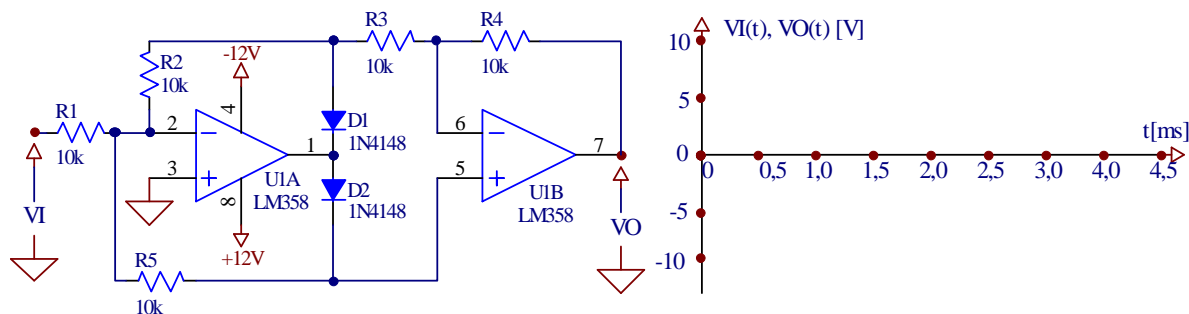 R3
R4
10k
10k
-12V
R2
10k
4
R1
10k
2
3
1
D1
1N4148
D2
1N4148
U1A
LM358
8
+12V
VI
R5
10k
6
5
7
U1B
LM358
VO
VI(t), VO(t) [V]
10
5
0
-5
-10
t[ms]
0
0,5
1,0
1,5
2,0
2,5
3,0
4,0
4,5